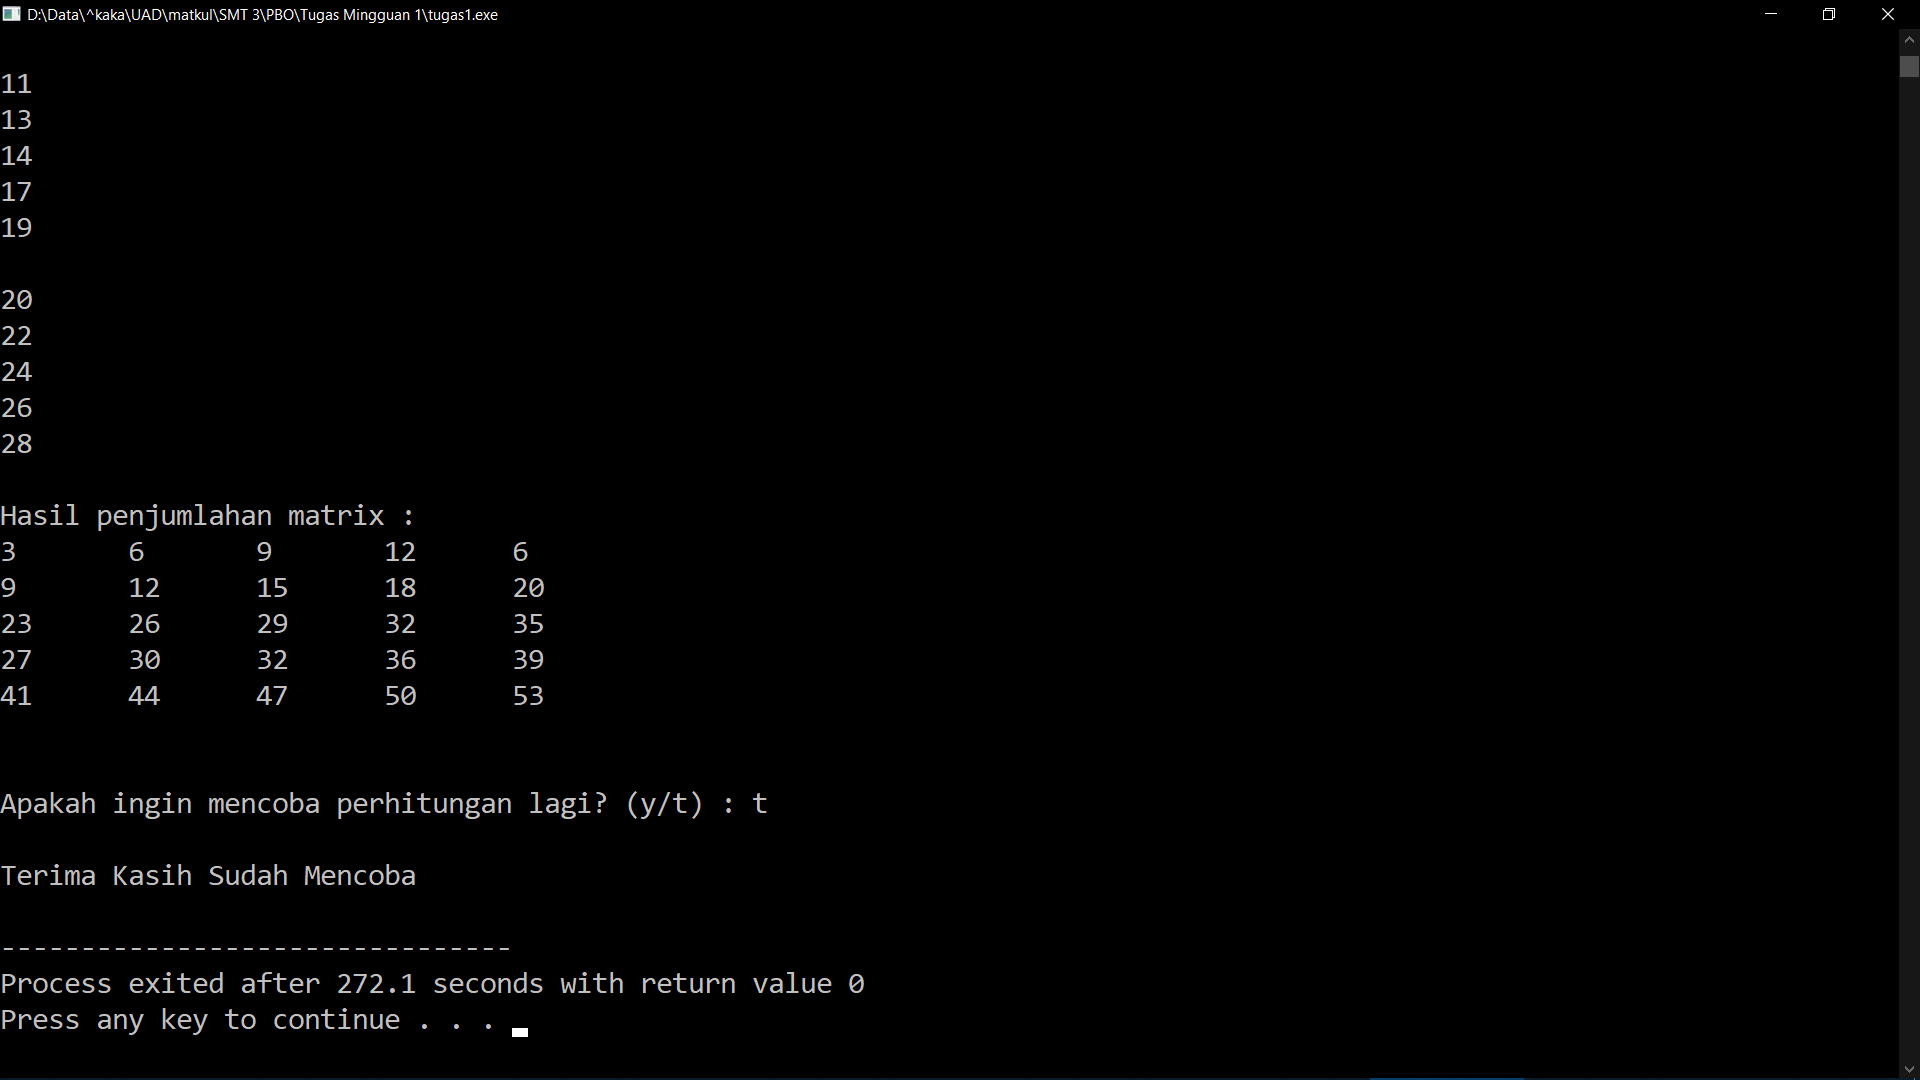 D:\Data\^kaka\UAD\matkul\SMT 3\PBO\Tugas Mingguan 1\tugas1.exe
11
13
14
17
19
20
22
24
26
28
Hasil penjumlahan matrix :
3 6 9 12 6
9 12 15 18 20
23 26 29 32 35
27 30 32 36 39
41 44 47 50 53
Apakah ingin mencoba perhitungan lagi? (y/t) : t
Terima Kasih Sudah Mencoba
--------------------------------
Process exited after 272.1 seconds with return value 0
Press any key to continue . . .